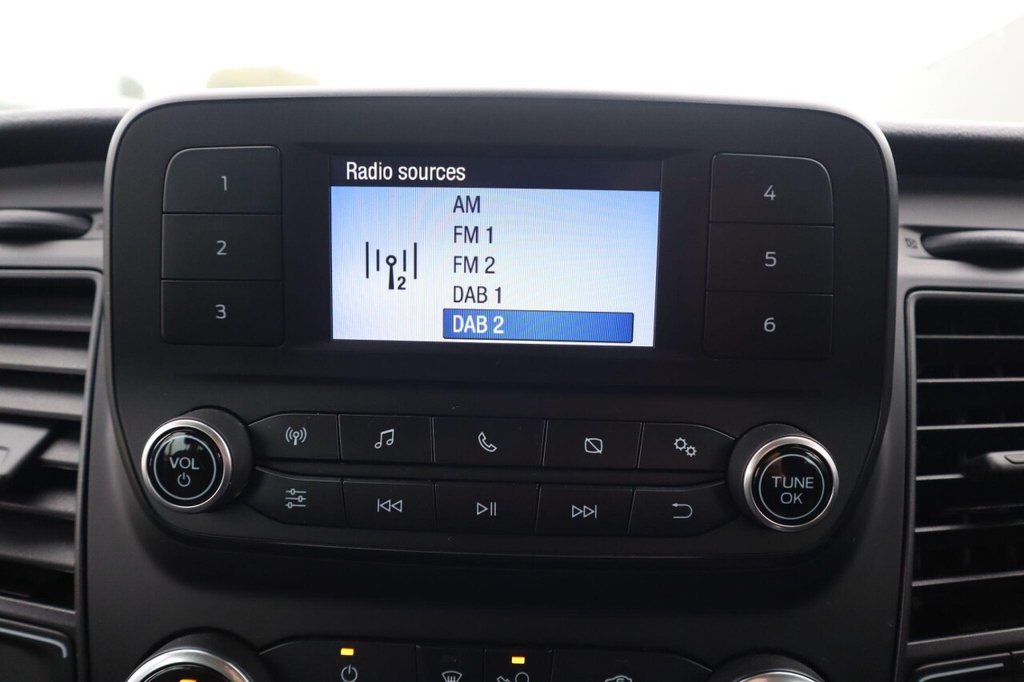 Radio sources
AM
FM 1
FM 2
DAB 1
DAB 2
2
1
2
3
4
5
6
VOL
TUNE
OK